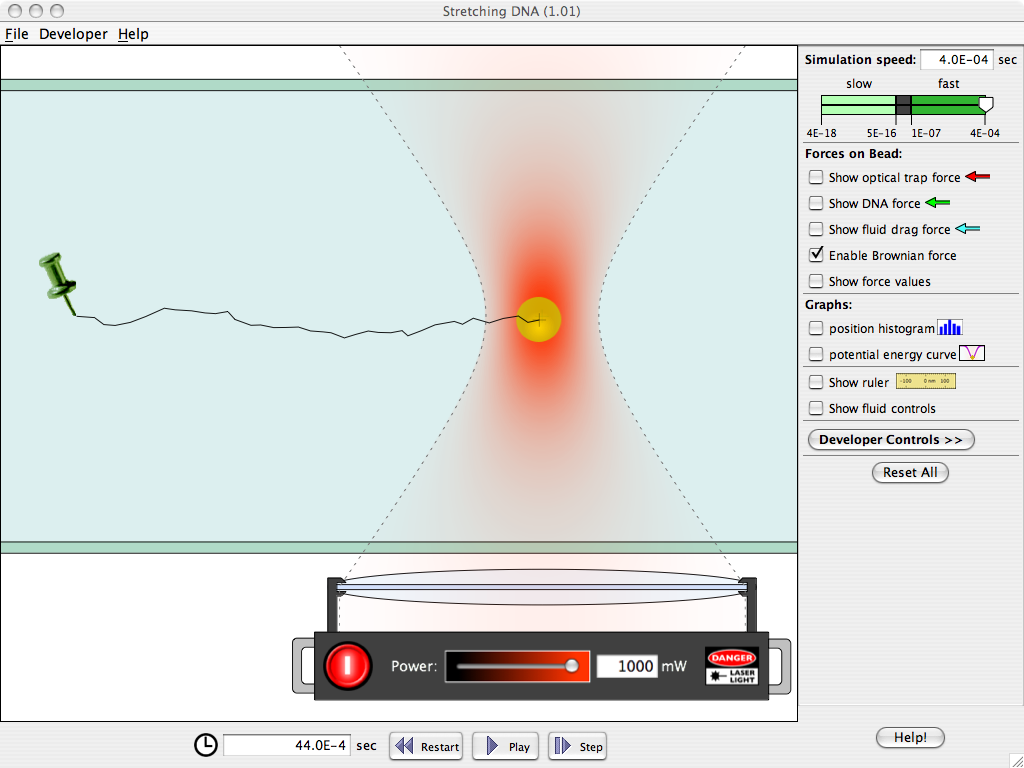 Stretching DNA (1.01)
File Developer Help
Simulation speed: 4.0E-04 sec
slow fast
4E-18 5E-16 1E-07 4E-04
Forces on Bead:
Show optical trap force
Show DNA force
Show fluid drag force
Enable Brownian force
Show force values
Graphs:
position histogram
potential energy curve
Show ruler -100 0 nm 100
Show fluid controls
Developer Controls >>
Reset All
Power: 1000 mW
DANGER
LASER
LIGHT
44.0E-4 sec Restart Play Step
Help!